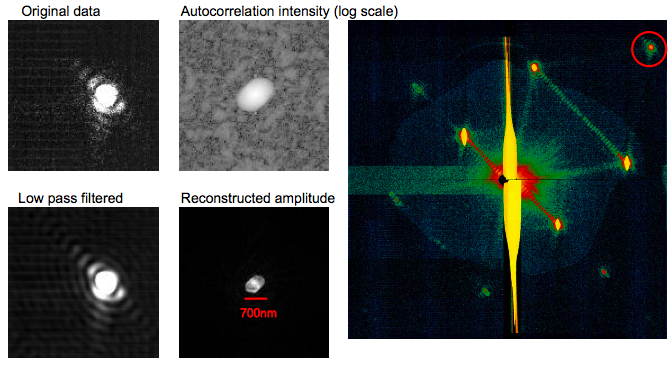 Original data
Autocorrelation intensity (log scale)
Low pass filtered
Reconstructed amplitude
700nm